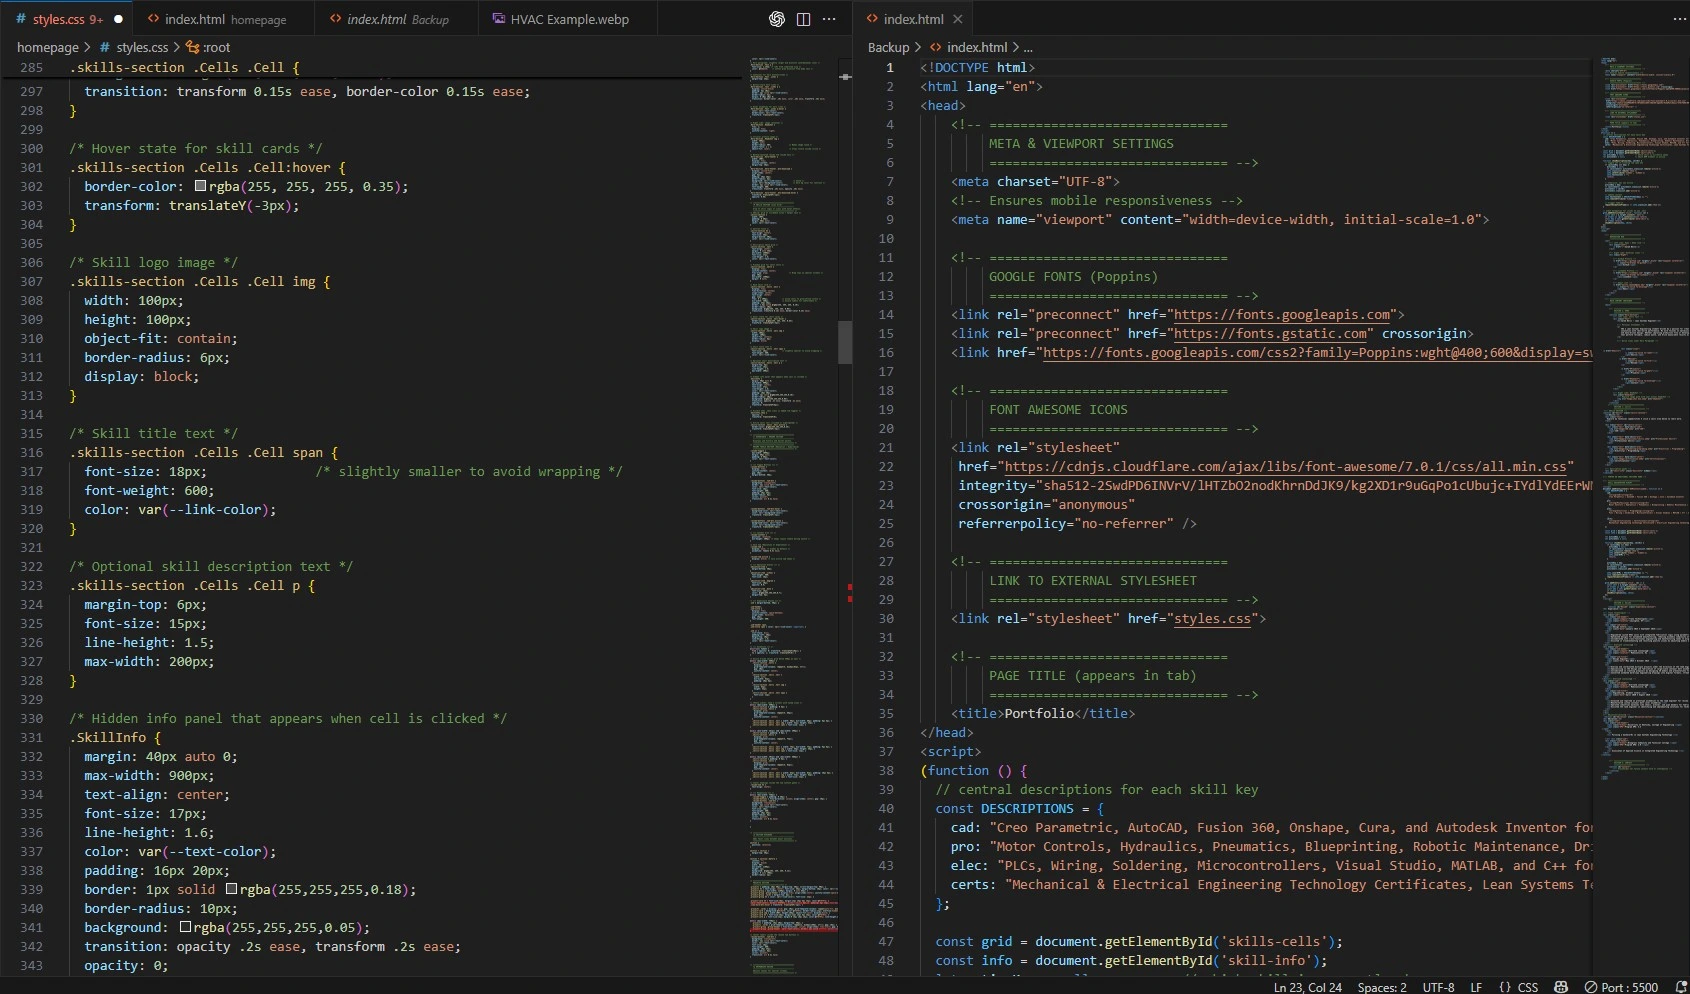 styles.css 9+
index.html homepage
index.html Backup
HVAC Example.webp
homepage > styles.css > :root
285 .skills-section .Cells .Cell {
297 transition: transform 0.15s ease, border-color 0.15s ease;
298 }
299
300 /* Hover state for skill cards */
301 .skills-section .Cells .Cell:hover {
302 border-color: rgba(255, 255, 255, 0.35);
303 transform: translateY(-3px);
304 }
305
306 /* Skill logo image */
307 .skills-section .Cells .Cell img {
308 width: 100px;
309 height: 100px;
310 object-fit: contain;
311 border-radius: 6px;
312 display: block;
313 }
314
315 /* Skill title text */
316 .skills-section .Cells .Cell span {
317 font-size: 18px; /* slightly smaller to avoid wrapping */
318 font-weight: 600;
319 color: var(--link-color);
320 }
321
322 /* Optional skill description text */
323 .skills-section .Cells .Cell p {
324 margin-top: 6px;
325 font-size: 15px;
326 line-height: 1.5;
327 max-width: 200px;
328 }
329
330 /* Hidden info panel that appears when cell is clicked */
331 .SkillInfo {
332 margin: 40px auto 0;
333 max-width: 900px;
334 text-align: center;
335 font-size: 17px;
336 line-height: 1.6;
337 color: var(--text-color);
338 padding: 16px 20px;
339 border: 1px solid rgba(255,255,255,0.18);
340 border-radius: 10px;
341 background: rgba(255,255,255,0.05);
342 transition: opacity .2s ease, transform .2s ease;
343 opacity: 0;
index.html
Backup > index.html > ...
1 <!DOCTYPE html>
2 <html lang="en">
3 <head>
4 <!-- ===============================
5 META & VIEWPORT SETTINGS
6 =============================== -->
7 <meta charset="UTF-8">
8 <!-- Ensures mobile responsiveness -->
9 <meta name="viewport" content="width=device-width, initial-scale=1.0">
10
11 <!-- ===============================
12 GOOGLE FONTS (Poppins)
13 =============================== -->
14 <link rel="preconnect" href="https://fonts.googleapis.com">
15 <link rel="preconnect" href="https://fonts.gstatic.com" crossorigin>
16 <link href="https://fonts.googleapis.com/css2?family=Poppins:wght@400;600&display=sw
17
18 <!-- ===============================
19 FONT AWESOME ICONS
20 =============================== -->
21 <link rel="stylesheet"
22 href="https://cdnjs.cloudflare.com/ajax/libs/font-awesome/7.0.1/css/all.min.css"
23 integrity="sha512-2SwdPD6INVrV/lHTZbO2nodKhrnDdJK9/kg2XD1r9uGqPo1cUbujc+IYdlYdEErW
24 crossorigin="anonymous"
25 referrerpolicy="no-referrer" />
26
27 <!-- ===============================
28 LINK TO EXTERNAL STYLESHEET
29 =============================== -->
30 <link rel="stylesheet" href="styles.css">
31
32 <!-- ===============================
33 PAGE TITLE (appears in tab)
34 =============================== -->
35 <title>Portfolio</title>
36 </head>
37 <script>
38 (function () {
39 // central descriptions for each skill key
40 const DESCRIPTIONS = {
41 cad: "Creo Parametric, AutoCAD, Fusion 360, Onshape, Cura, and Autodesk Inventor fo
42 pro: "Motor Controls, Hydraulics, Pneumatics, Blueprinting, Robotic Maintenance, Dr
43 elec: "PLCs, Wiring, Soldering, Microcontrollers, Visual Studio, MATLAB, and C++ fo
44 certs: "Mechanical & Electrical Engineering Technology Certificates, Lean Systems T
45 };
46
47 const grid = document.getElementById('skills-cells');
48 const info = document.getElementById('skill-info');
Ln 23, Col 24 Spaces: 2 UTF-8 LF {} CSS Port : 5500